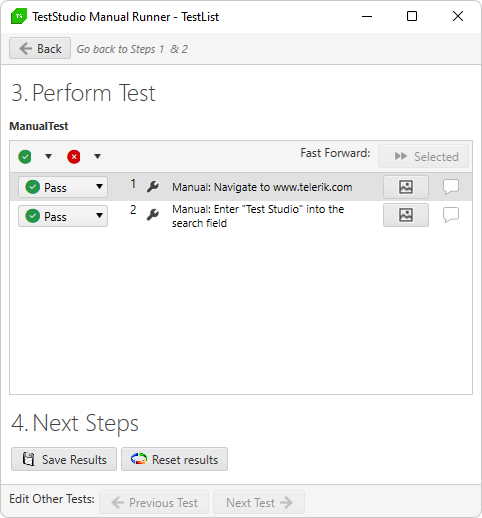 TS TestStudio Manual Runner - TestList
Back Go back to Steps 1 & 2
3. Perform Test
ManualTest
Fast Forward: Selected
Pass 1 Manual: Navigate to www.telerik.com
Pass 2 Manual: Enter "Test Studio" into the
search field
4. Next Steps
Save Results Reset results
Edit Other Tests: Previous Test Next Test